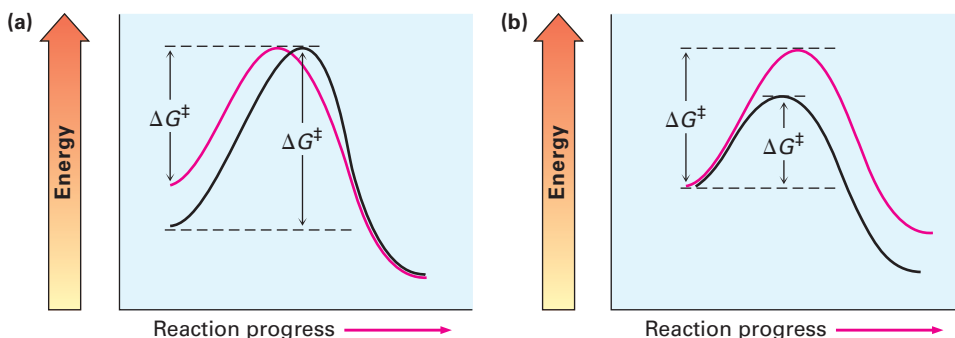 (a)
Energy
ΔG‡
ΔG‡
Reaction progress
(b)
Energy
ΔG‡
ΔG‡
Reaction progress